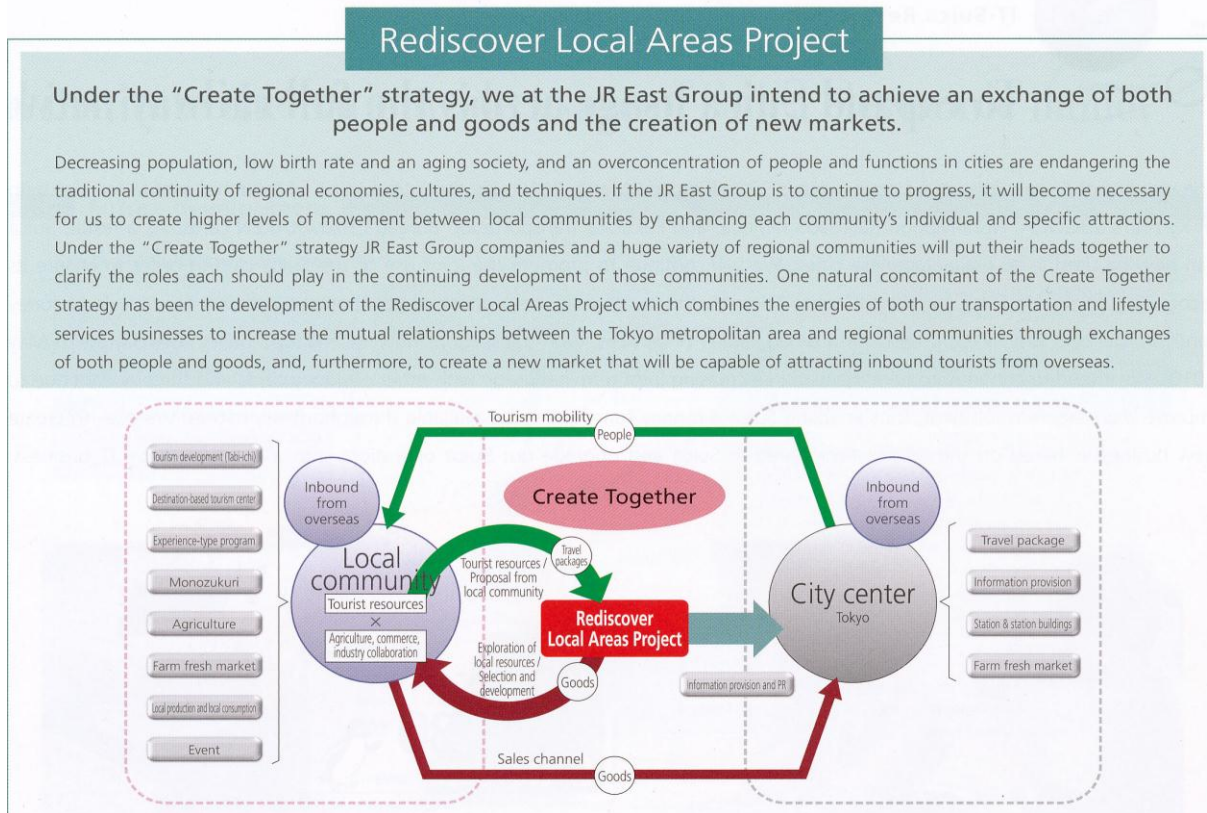 Rediscover Local Areas Project
Under the “Create Together” strategy, we at the JR East Group intend to achieve an exchange of both
people and goods and the creation of new markets.
Decreasing population, low birth rate and an aging society, and an overconcentration of people and functions in cities are endangering the
traditional continuity of regional economies, cultures, and techniques. If the JR East Group is to continue to progress, it will become necessary
for us to create higher levels of movement between local communities by enhancing each community’s individual and specific attractions.
Under the “Create Together” strategy JR East Group companies and a huge variety of regional communities will put their heads together to
clarify the roles each should play in the continuing development of those communities. One natural concomitant of the Create Together
strategy has been the development of the Rediscover Local Areas Project which combines the energies of both our transportation and lifestyle
services businesses to increase the mutual relationships between the Tokyo metropolitan area and regional communities through exchanges
of both people and goods, and, furthermore, to create a new market that will be capable of attracting inbound tourists from overseas.
Tourism mobility
People
Tourism development (Tabi-ichi)
Destination-based tourism center
Experience-type program
Monozukuri
Agriculture
Farm fresh market
Local production and local consumption
Event
Inbound
from
overseas
Local
community
Tourist resources
×
Agriculture, commerce,
industry collaboration
Create Together
Travel
packages
Tourist resources /
Proposal from
local community
Rediscover
Local Areas Project
Exploration of
local resources /
Selection and
development
Goods
Information provision and PR
Inbound
from
overseas
City center
Tokyo
Travel package
Information provision
Station & station buildings
Farm fresh market
Sales channel
Goods